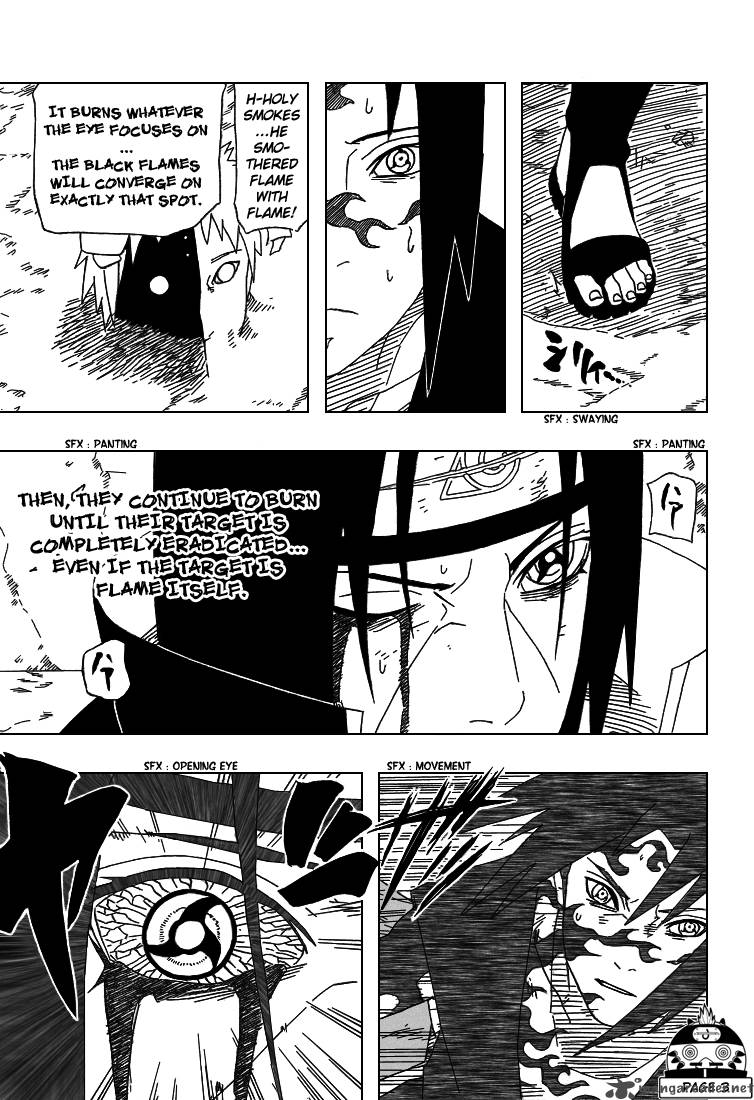 ズル...
SFX : SWAYING
H-HOLY
SMOKES
...HE
SMO-
THERED
FLAME
WITH
FLAME!
IT BURNS WHATEVER
THE EYE FOCUSES ON
...
THE BLACK FLAMES
WILL CONVERGE ON
EXACTLY THAT SPOT.
SFX : PANTING
SFX : PANTING
THEN, THEY CONTINUE TO BURN
UNTIL THEIR TARGET IS
COMPLETELY ERADICATED...
EVEN IF THE TARGET IS
FLAME ITSELF.
SFX : MOVEMENT
SFX : OPENING EYE
PAGE 3